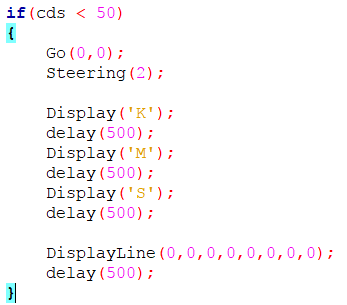 if(cds < 50)
{
Go(0,0);
Steering(2);
Display('K');
delay(500);
Display('M');
delay(500);
Display('S');
delay(500);
DisplayLine(0,0,0,0,0,0,0,0);
delay(500);
}